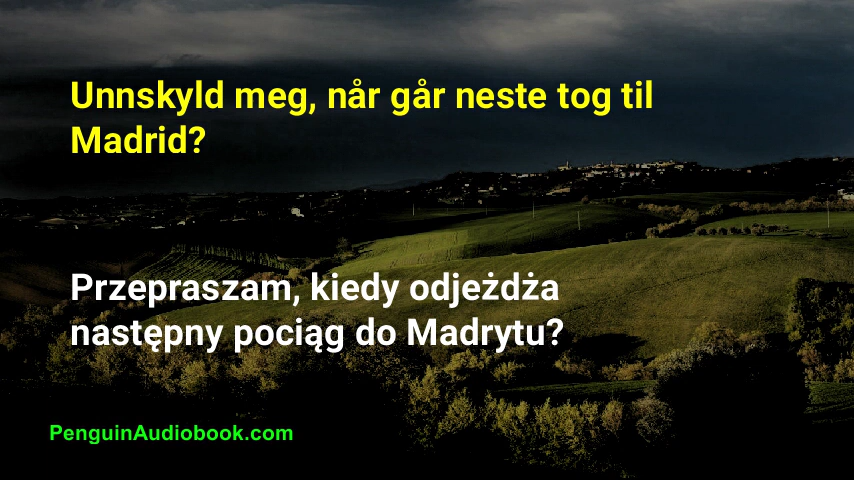 Unnskyld meg, når går neste tog til
Madrid?
Przepraszam, kiedy odjeżdża
następny pociąg do Madrytu?
PenguinAudiobook.com